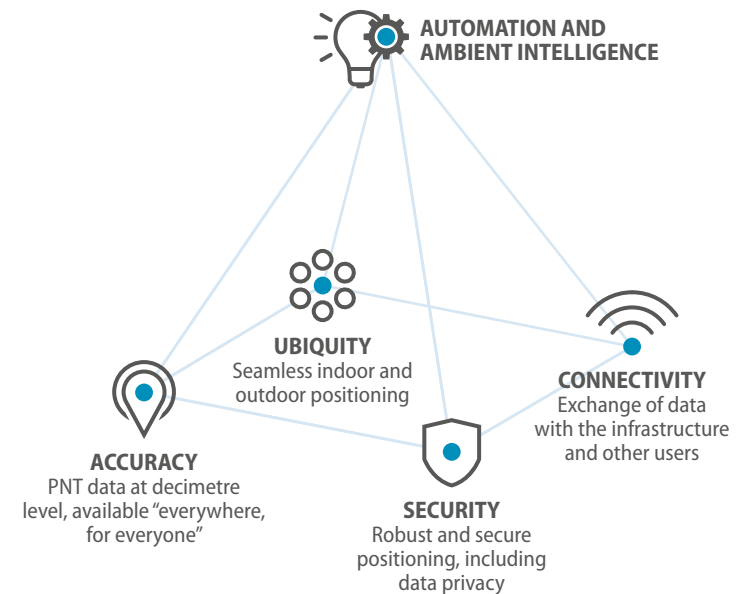 AUTOMATION AND
AMBIENT INTELLIGENCE
UBIQUITY
Seamless indoor and
outdoor positioning
CONNECTIVITY
Exchange of data
with the infrastructure
and other users
ACCURACY
PNT data at decimetre
level, available “everywhere,
for everyone”
SECURITY
Robust and secure
positioning, including
data privacy